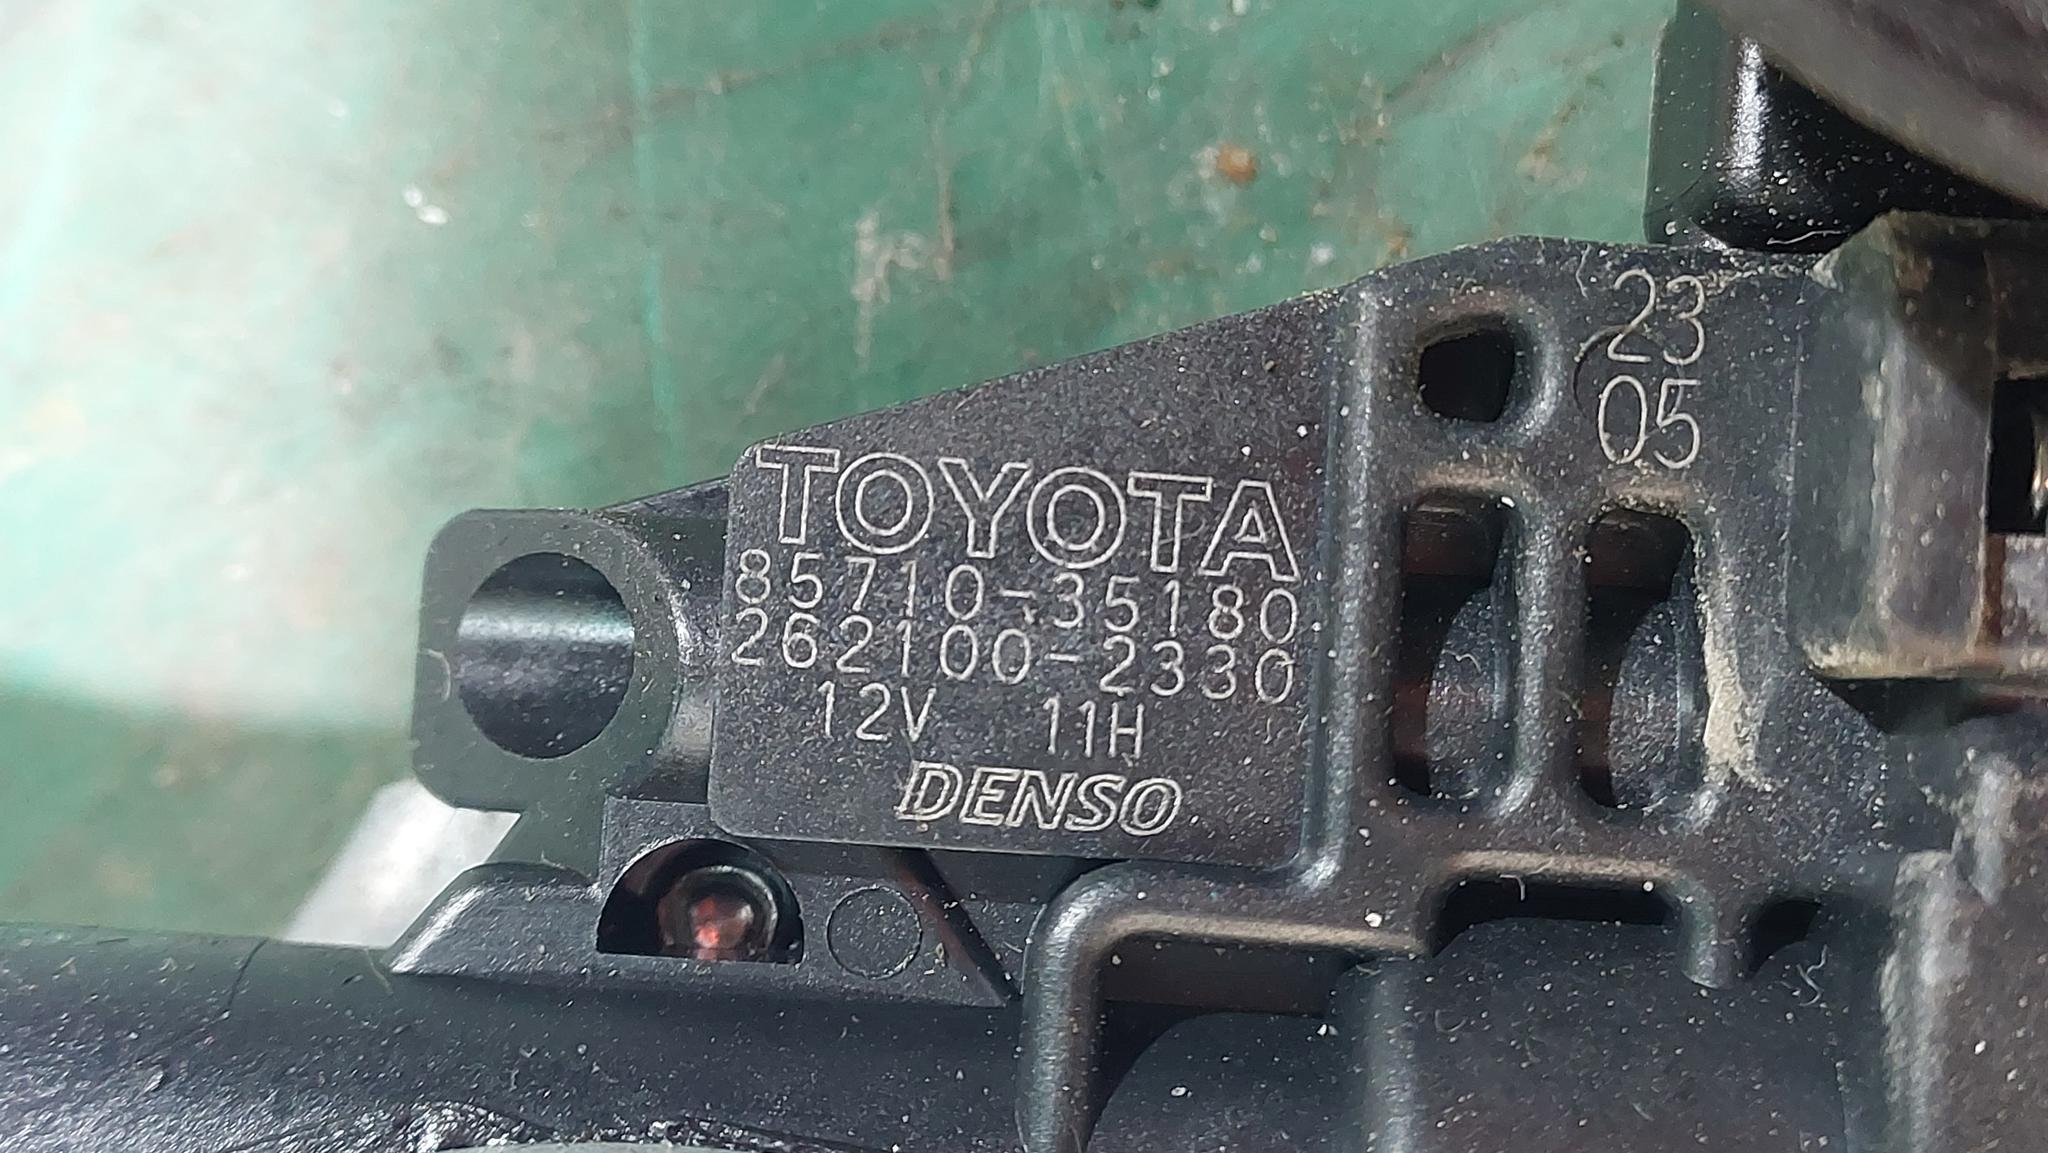 23
05
TOYOTA
85710-35180
262100-2330
12V 11H
DENSO